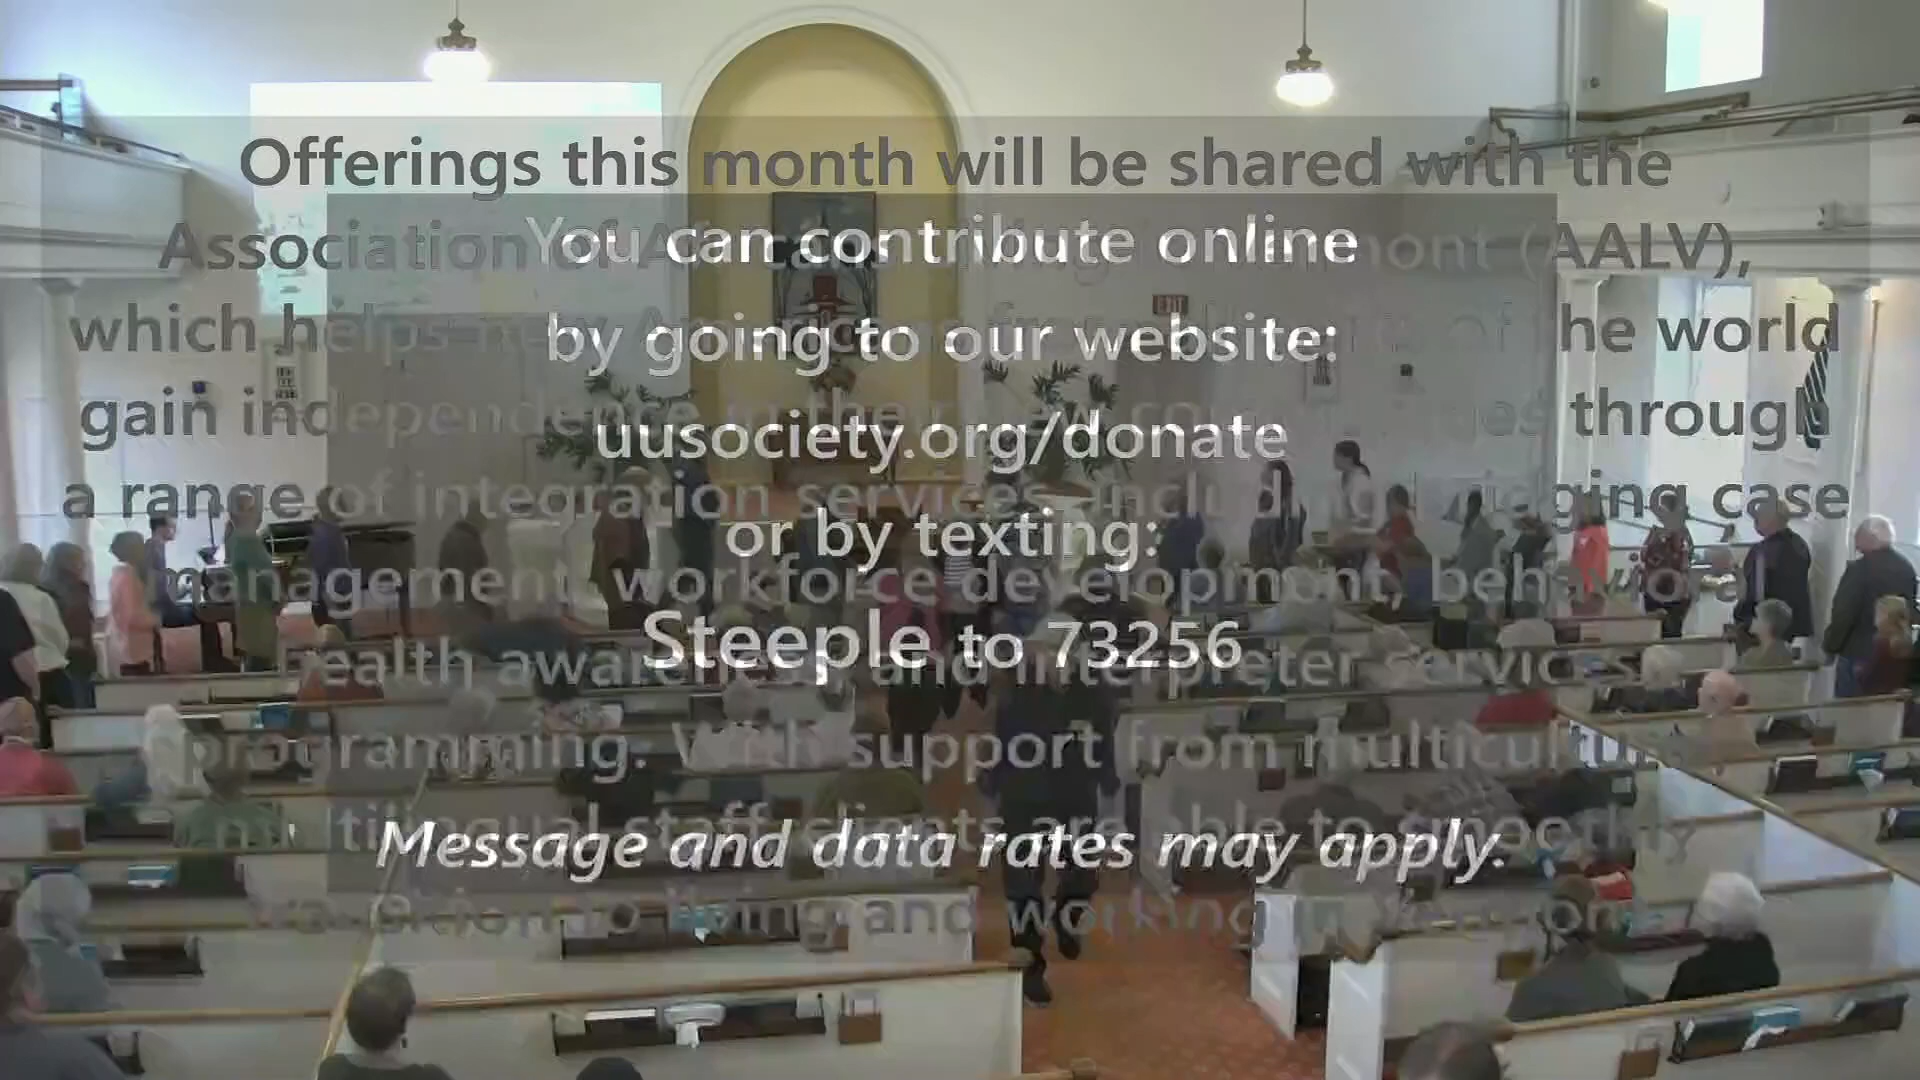 Offerings this month will be shared with the
Association of Africans Living in Vermont (AALV),
which helps new Americans from all parts of the world
gain independence in their new communities through
a range of integration services including bridging case
management, workforce development, behavioral
health awareness and interpreter services
programming. With support from multicultural
multilingual staff, clients are able to smoothly
transition to living and working in Vermont
You can contribute online
by going to our website:
uusociety.org/donate
or by texting:
Steeple to 73256
Message and data rates may apply.
EXIT